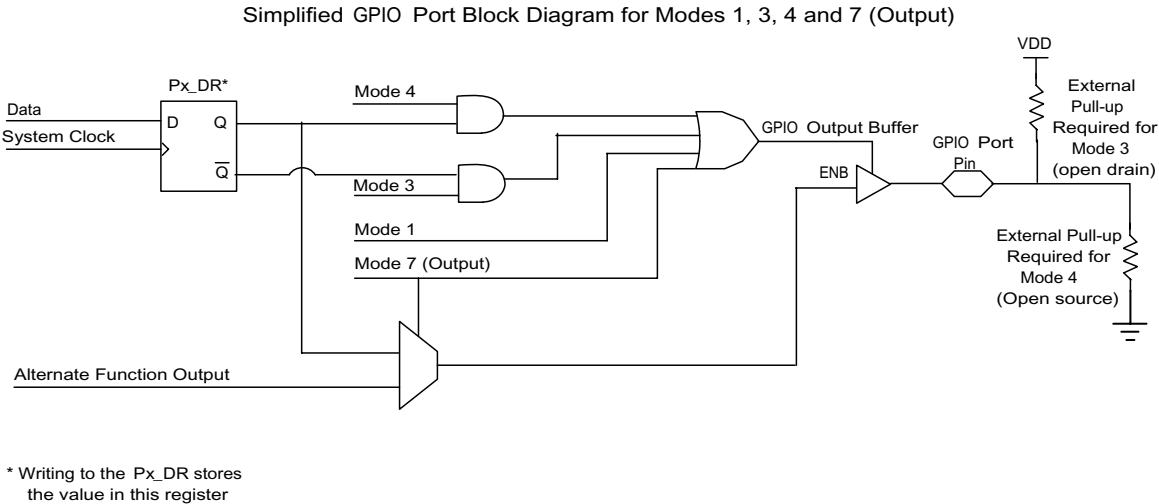 Simplified GPIO Port Block Diagram for Modes 1, 3, 4 and 7 (Output)
VDD
Px_DR*
Data
System Clock
D
Q
Q̅
Mode 4
Mode 3
Mode 1
Mode 7 (Output)
Alternate Function Output
GPIO Output Buffer
ENB
GPIO Port
Pin
External
Pull-up
Required for
Mode 3
(open drain)
External Pull-up
Required for
Mode 4
(Open source)
* Writing to the Px_DR stores
the value in this register